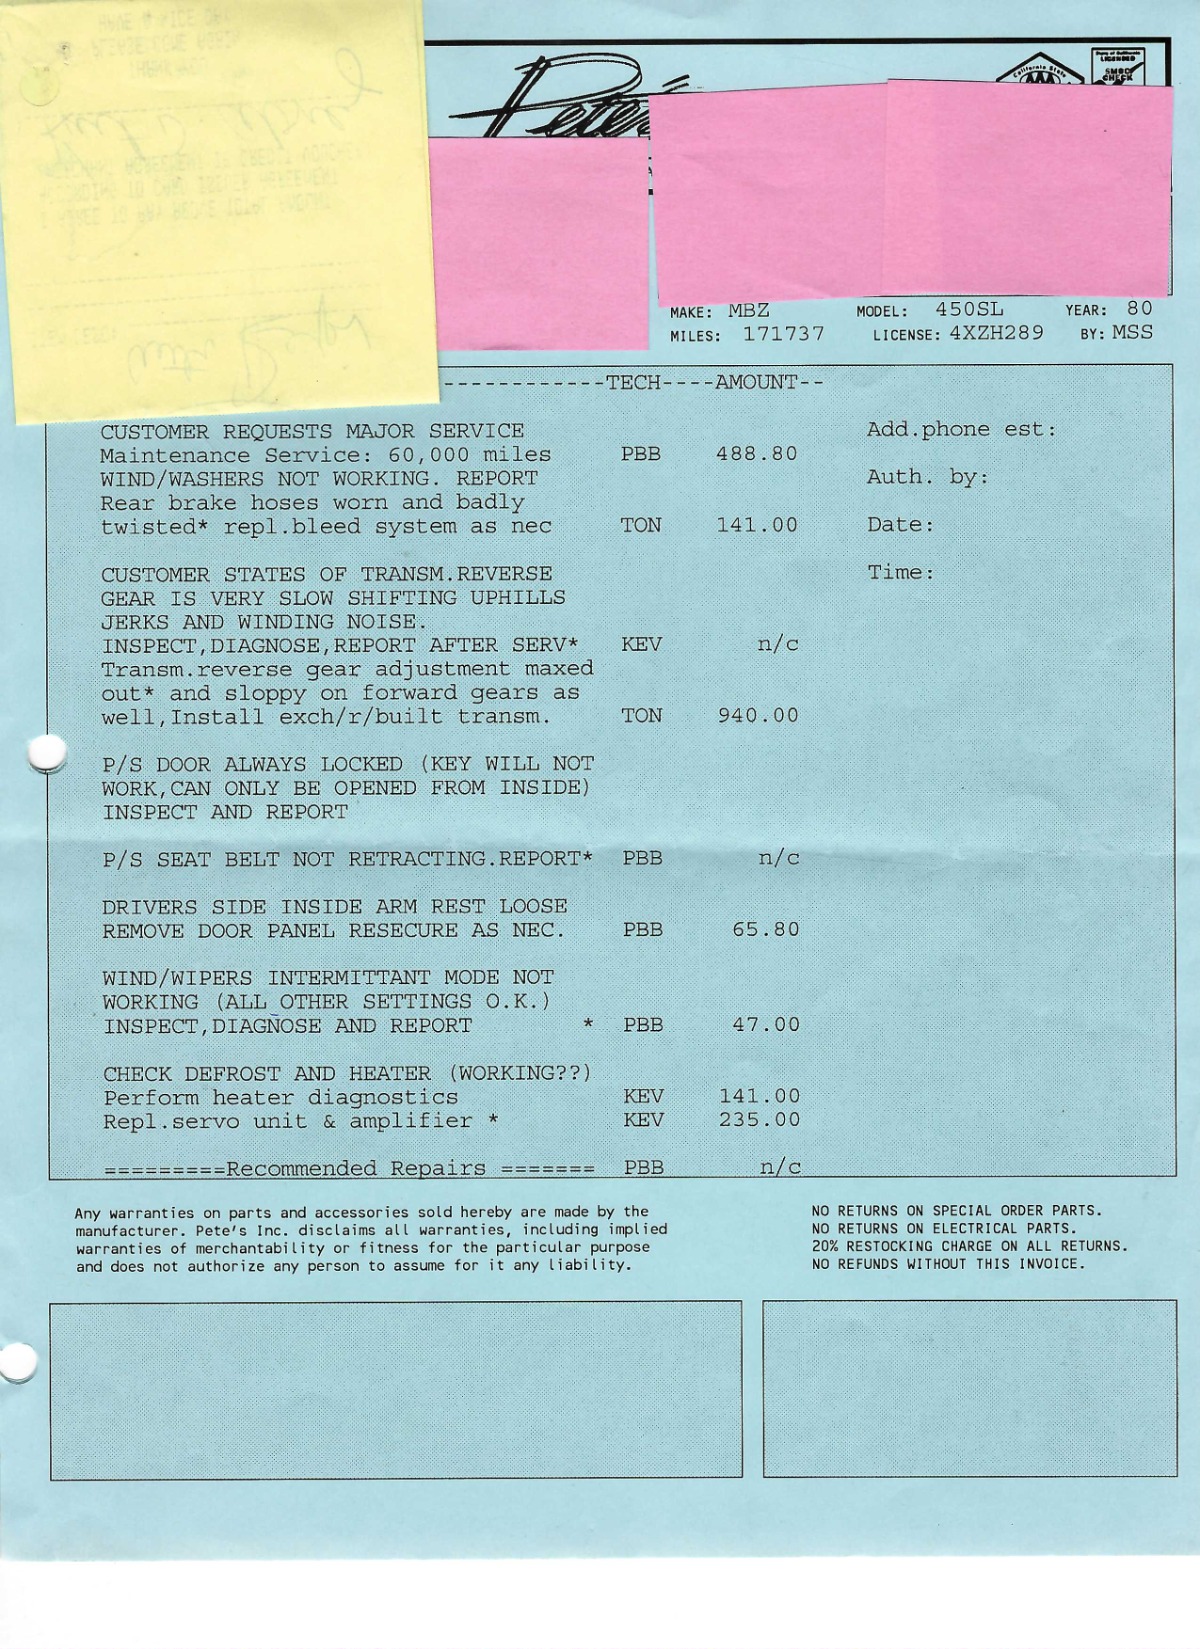 Pete's
California State
AAA
State of California
LICENSED
SMOG
CHECK
MAKE: MBZ MODEL: 450SL YEAR: 80
MILES: 171737 LICENSE: 4XZH289 BY: MSS
------------TECH----AMOUNT--
CUSTOMER REQUESTS MAJOR SERVICE Add.phone est:
Maintenance Service: 60,000 miles PBB 488.80
WIND/WASHERS NOT WORKING. REPORT Auth. by:
Rear brake hoses worn and badly
twisted* repl.bleed system as nec TON 141.00 Date:
CUSTOMER STATES OF TRANSM.REVERSE Time:
GEAR IS VERY SLOW SHIFTING UPHILLS
JERKS AND WINDING NOISE.
INSPECT,DIAGNOSE,REPORT AFTER SERV* KEV n/c
Transm.reverse gear adjustment maxed
out* and sloppy on forward gears as
well,Install exch/r/built transm. TON 940.00
P/S DOOR ALWAYS LOCKED (KEY WILL NOT
WORK,CAN ONLY BE OPENED FROM INSIDE)
INSPECT AND REPORT
P/S SEAT BELT NOT RETRACTING.REPORT* PBB n/c
DRIVERS SIDE INSIDE ARM REST LOOSE
REMOVE DOOR PANEL RESECURE AS NEC. PBB 65.80
WIND/WIPERS INTERMITTANT MODE NOT
WORKING (ALL OTHER SETTINGS O.K.)
INSPECT,DIAGNOSE AND REPORT * PBB 47.00
CHECK DEFROST AND HEATER (WORKING??)
Perform heater diagnostics KEV 141.00
Repl.servo unit & amplifier * KEV 235.00
=========Recommended Repairs ======= PBB n/c
Any warranties on parts and accessories sold hereby are made by the
manufacturer. Pete's Inc. disclaims all warranties, including implied
warranties of merchantability or fitness for the particular purpose
and does not authorize any person to assume for it any liability.
NO RETURNS ON SPECIAL ORDER PARTS.
NO RETURNS ON ELECTRICAL PARTS.
20% RESTOCKING CHARGE ON ALL RETURNS.
NO REFUNDS WITHOUT THIS INVOICE.